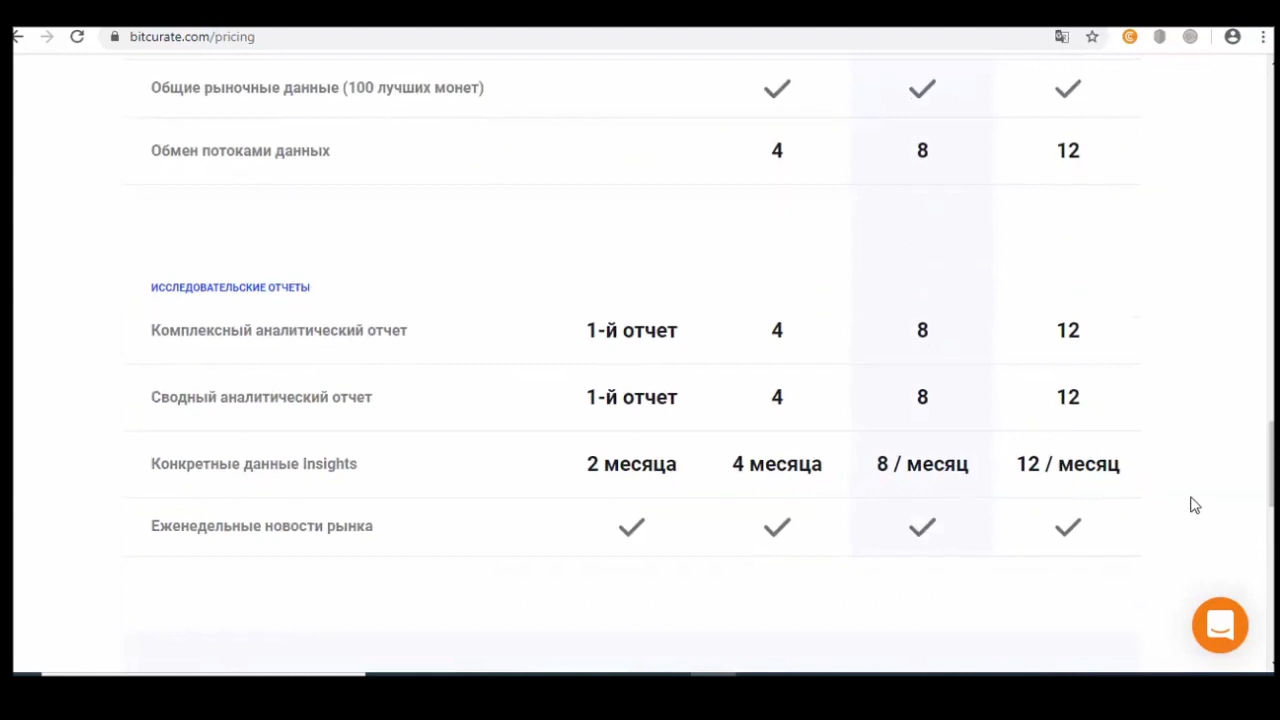 bitcurate.com/pricing
Общие рыночные данные (100 лучших монет)
Обмен потоками данных 4 8 12
ИССЛЕДОВАТЕЛЬСКИЕ ОТЧЕТЫ
Комплексный аналитический отчет 1-й отчет 4 8 12
Сводный аналитический отчет 1-й отчет 4 8 12
Конкретные данные Insights 2 месяца 4 месяца 8 / месяц 12 / месяц
Еженедельные новости рынка